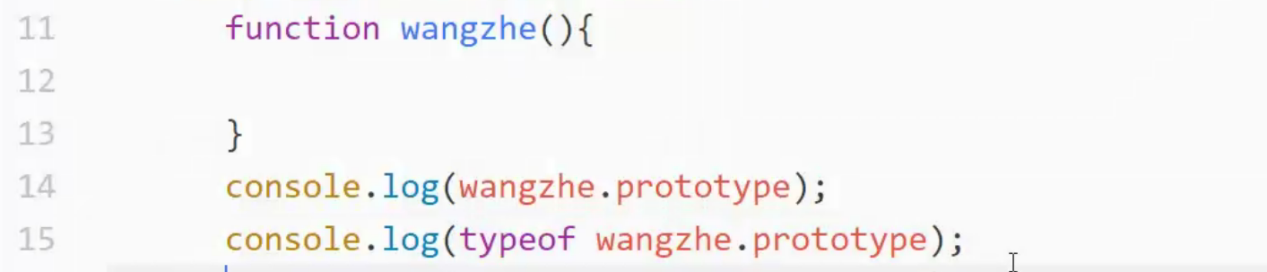 11 function wangzhe(){
12
13 }
14 console.log(wangzhe.prototype);
15 console.log(typeof wangzhe.prototype);